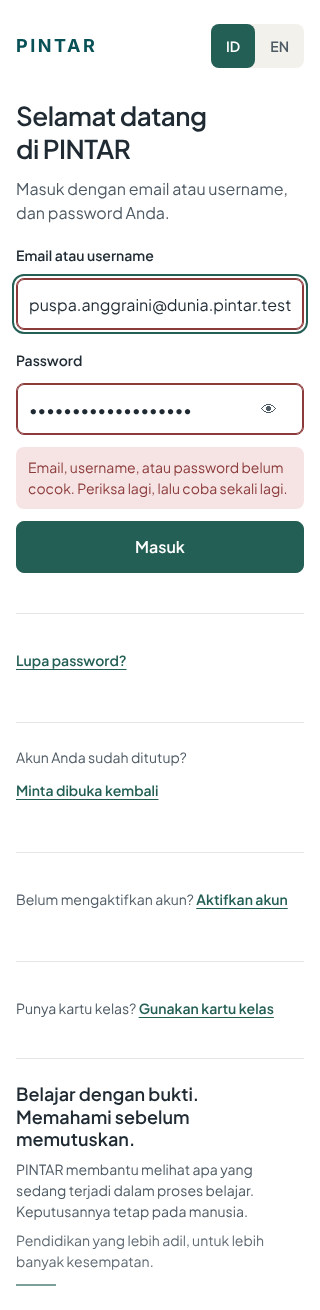 PINTAR
ID
EN
Selamat datang
di PINTAR
Masuk dengan email atau username,
dan password Anda.
Email atau username
puspa.anggraini@dunia.pintar.test
Password
•••••••••••••••••••
Email, username, atau password belum
cocok. Periksa lagi, lalu coba sekali lagi.
Masuk
Lupa password?
Akun Anda sudah ditutup?
Minta dibuka kembali
Belum mengaktifkan akun? Aktifkan akun
Punya kartu kelas? Gunakan kartu kelas
Belajar dengan bukti.
Memahami sebelum
memutuskan.
PINTAR membantu melihat apa yang
sedang terjadi dalam proses belajar.
Keputusannya tetap pada manusia.
Pendidikan yang lebih adil, untuk lebih
banyak kesempatan.